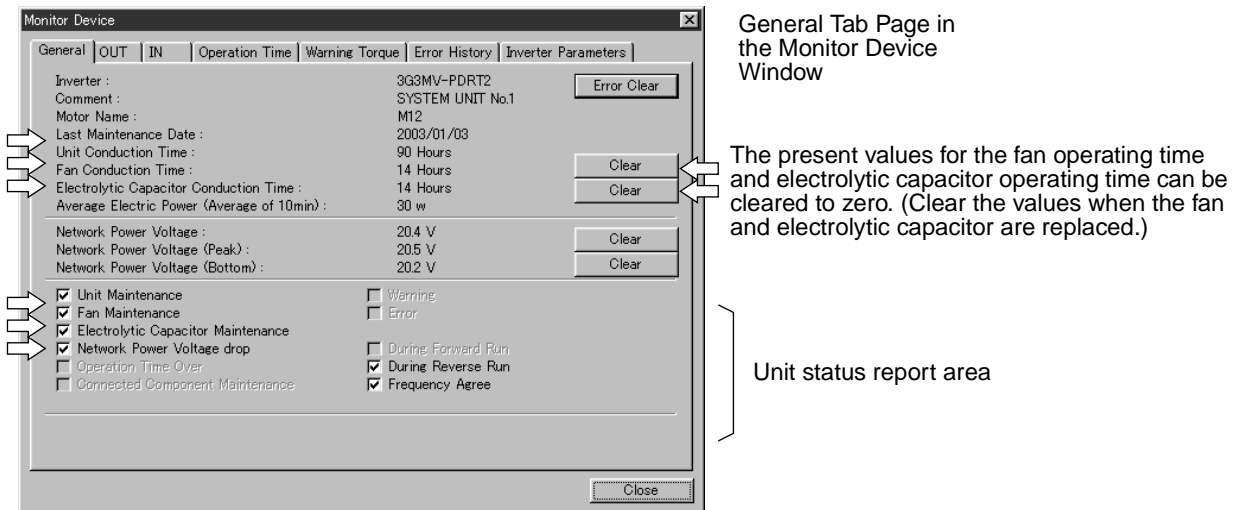 Monitor Device
General OUT IN Operation Time Warning Torque Error History Inverter Parameters
Inverter : 3G3MV-PDRT2 Error Clear
Comment : SYSTEM UNIT No.1
Motor Name : M12
Last Maintenance Date : 2003/01/03
Unit Conduction Time : 90 Hours
Fan Conduction Time : 14 Hours Clear
Electrolytic Capacitor Conduction Time : 14 Hours Clear
Average Electric Power (Average of 10min) : 30 w
Network Power Voltage : 20.4 V Clear
Network Power Voltage (Peak) : 20.5 V
Network Power Voltage (Bottom) : 20.2 V Clear
Unit Maintenance Warning
Fan Maintenance Error
Electrolytic Capacitor Maintenance
Network Power Voltage drop During Forward Run
Operation Time Over During Reverse Run
Connected Component Maintenance Frequency Agree
Close
General Tab Page in
the Monitor Device
Window
The present values for the fan operating time
and electrolytic capacitor operating time can be
cleared to zero. (Clear the values when the fan
and electrolytic capacitor are replaced.)
Unit status report area